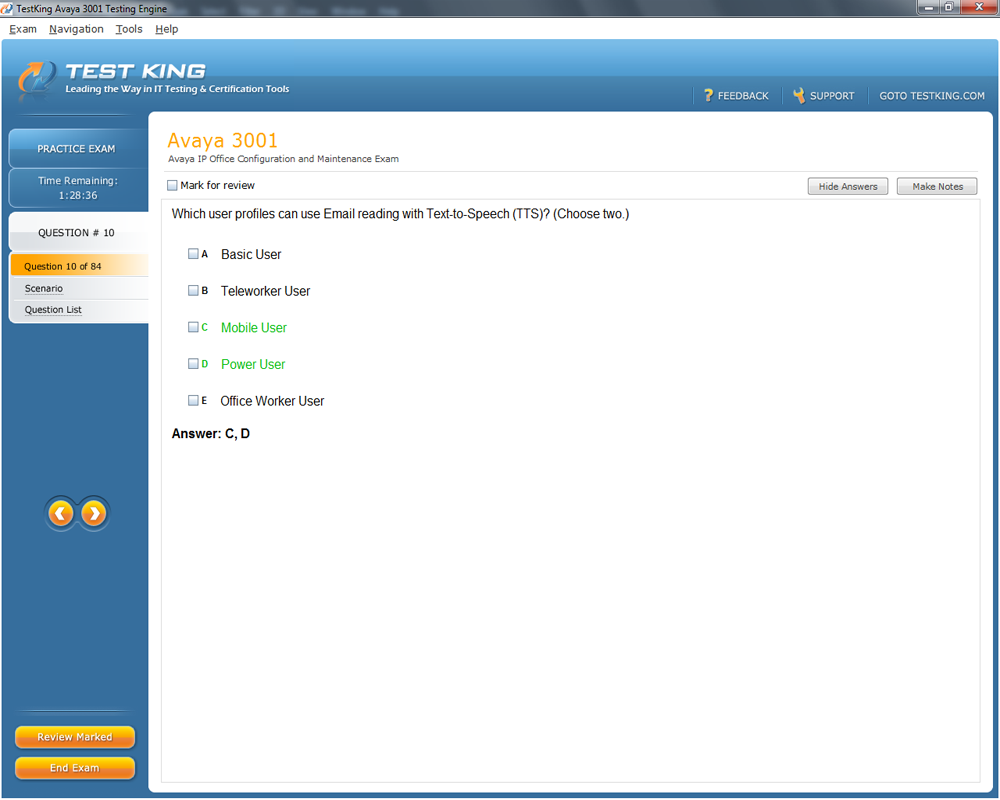 TestKing Avaya 3001 Testing Engine
Exam Navigation Tools Help
TEST KING
Leading the Way in IT Testing & Certification Tools
? FEEDBACK SUPPORT GOTO TESTKING.COM
PRACTICE EXAM
Time Remaining:
1:28:36
QUESTION # 10
Question 10 of 84
Scenario
Question List
Avaya 3001
Avaya IP Office Configuration and Maintenance Exam
Mark for review
Hide Answers Make Notes
Which user profiles can use Email reading with Text-to-Speech (TTS)? (Choose two.)
A Basic User
B Teleworker User
C Mobile User
D Power User
E Office Worker User
Answer: C, D
Review Marked
End Exam